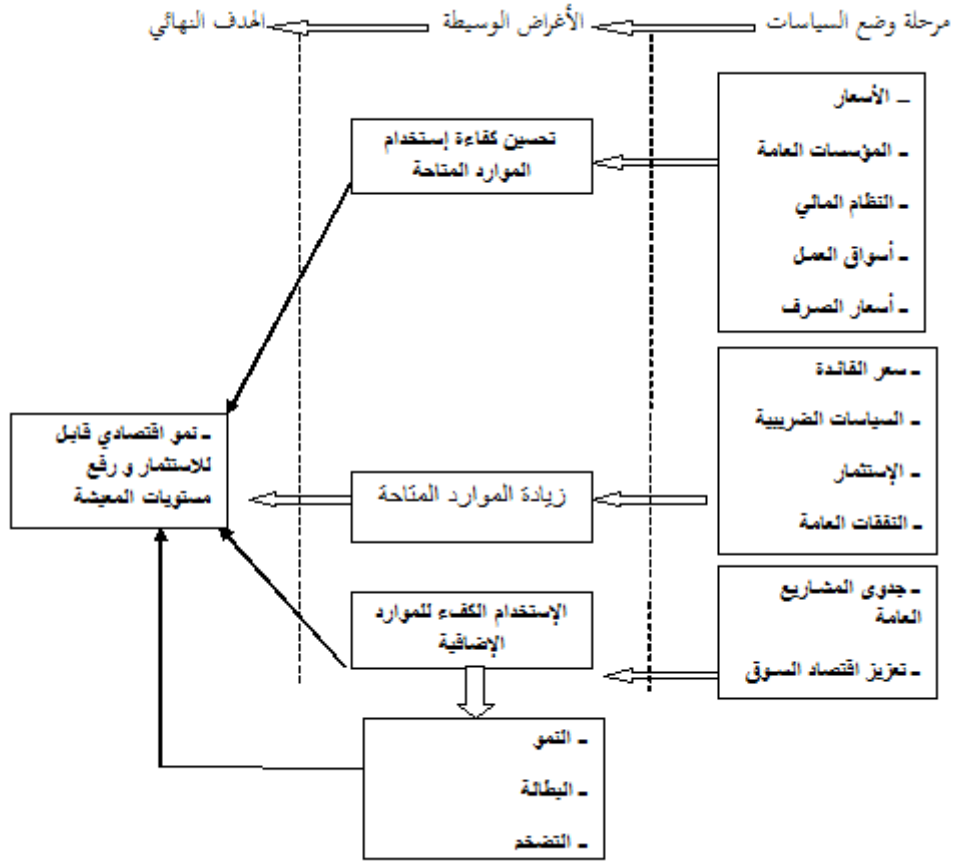 مرحلة وضع السياسات
الأغراض الوسيطة
الهدف النهائي
ـ الأسعار
ـ المؤسسات العامة
ـ النظام المالي
ـ أسواق العمل
ـ أسعار الصرف
تحسين كفاءة إستخدام
الموارد المتاحة
ـ سعر الفائدة
ـ السياسات الضريبية
ـ الإستثمار
ـ النفقات العامة
زيادة الموارد المتاحة
ـ نمو اقتصادي قابل
للاستثمار و رفع
مستويات المعيشة
ـ جدوى المشاريع
العامة
ـ تعزيز اقتصاد السوق
الإستخدام الكفء للموارد
الإضافية
ـ النمو
ـ البطالة
ـ التضخم